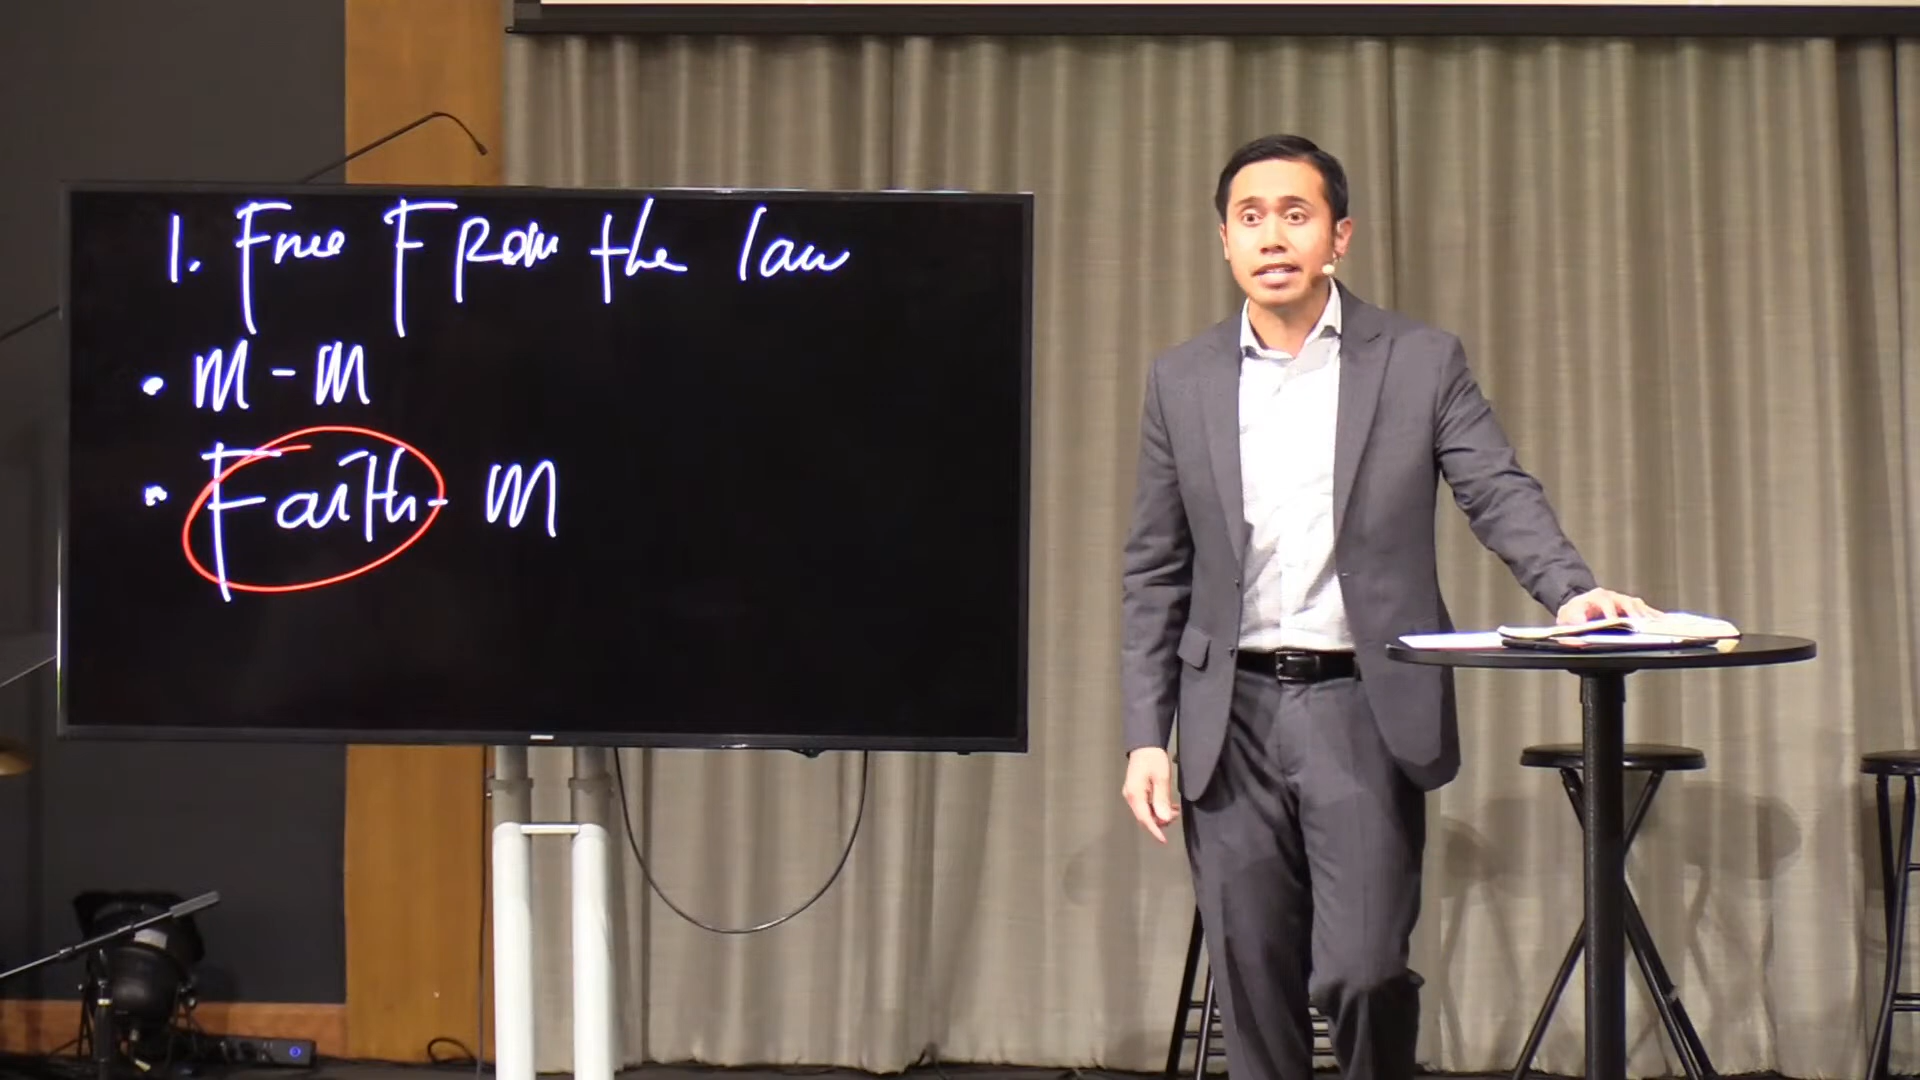 1. Free From the law
• M - M
• Faith - M